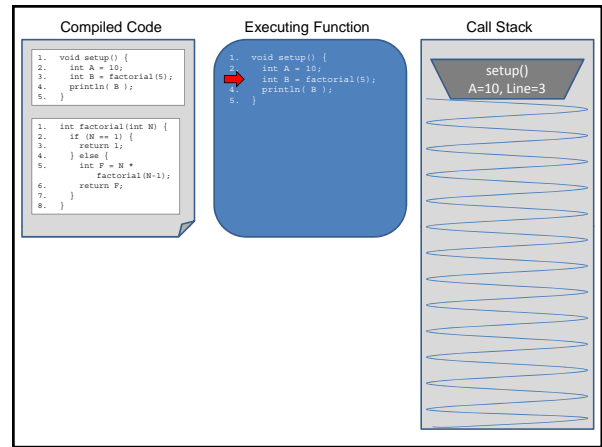 Compiled Code
1. void setup() {
2. int A = 10;
3. int B = factorial(5);
4. println( B );
5. }
1. int factorial(int N) {
2. if (N == 1) {
3. return 1;
4. } else {
5. int F = N *
factorial(N-1);
6. return F;
7. }
8. }
Executing Function
1. void setup() {
2. int A = 10;
int B = factorial(5);
4. println( B );
5. }
Call Stack
setup()
A=10, Line=3